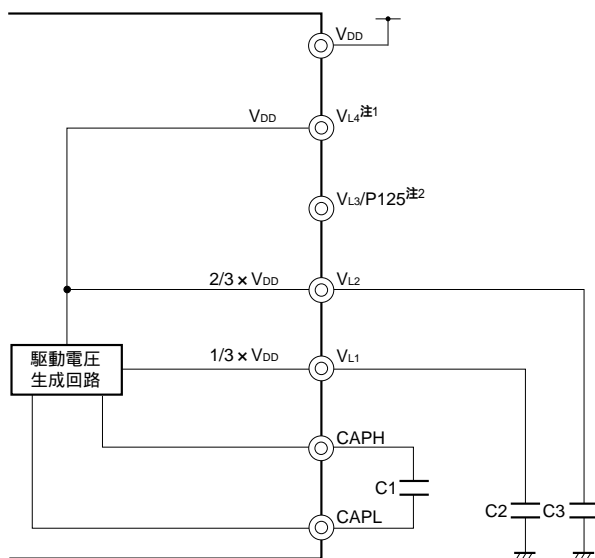 VDD
VDD
VL4注1
VL3/P125注2
2/3 × VDD
VL2
駆動電圧
生成回路
1/3 × VDD
VL1
CAPH
C1
C2
C3
CAPL